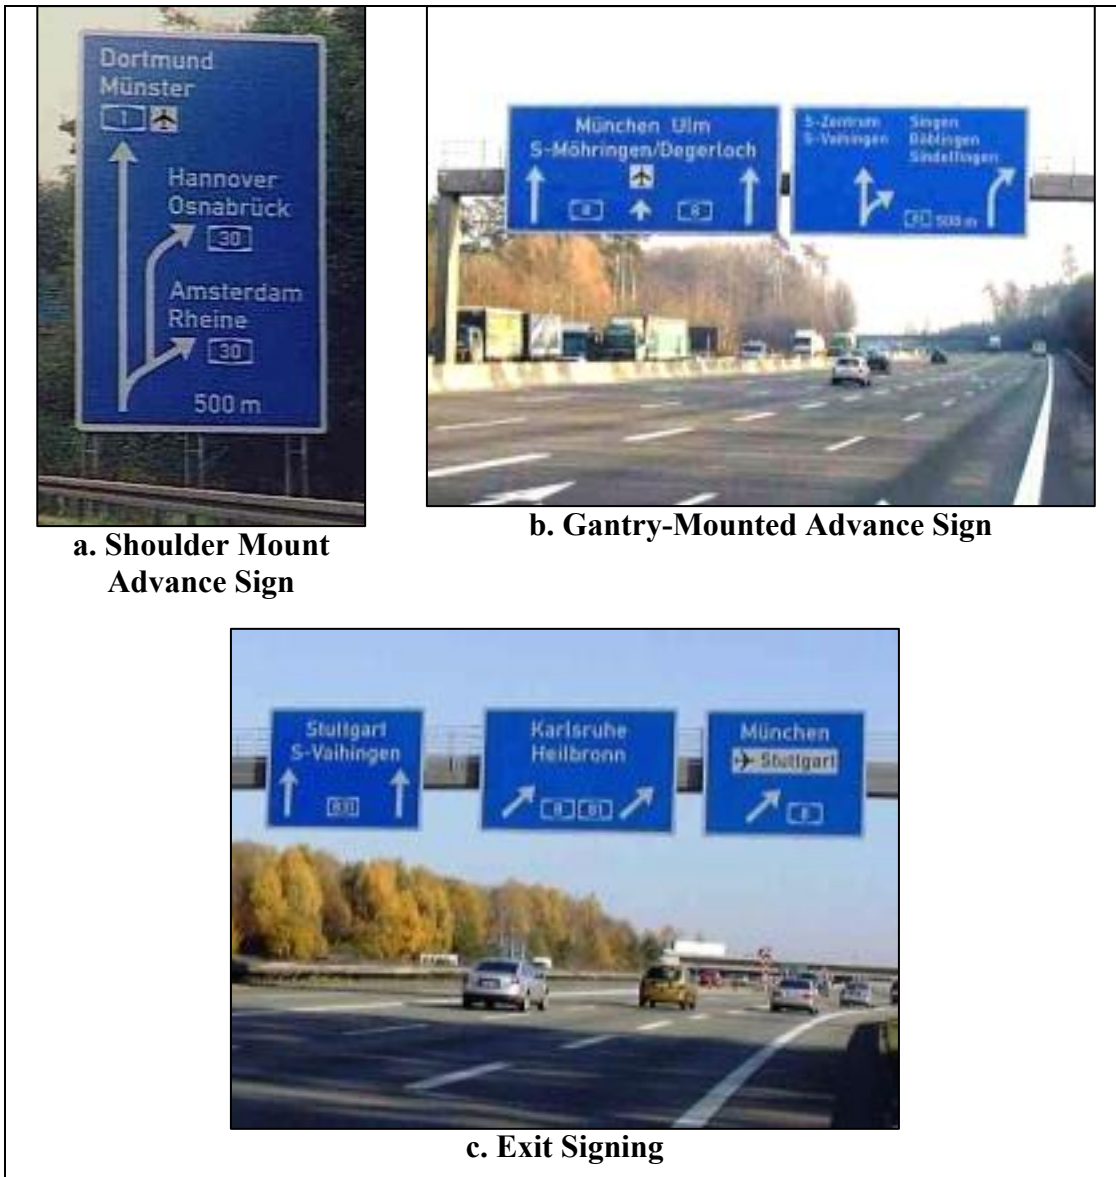 Dortmund
Münster
1
Hannover
Osnabrück
30
Amsterdam
Rheine
30
500 m
a. Shoulder Mount
Advance Sign
München Ulm
S-Möhringen/Degerloch
8 8
S-Zentrum
S-Vaihingen
Singen
Böblingen
Sindelfingen
500 m
b. Gantry-Mounted Advance Sign
Stuttgart
S-Vaihingen
Karlsruhe
Heilbronn
8 81
München
Stuttgart
8
c. Exit Signing